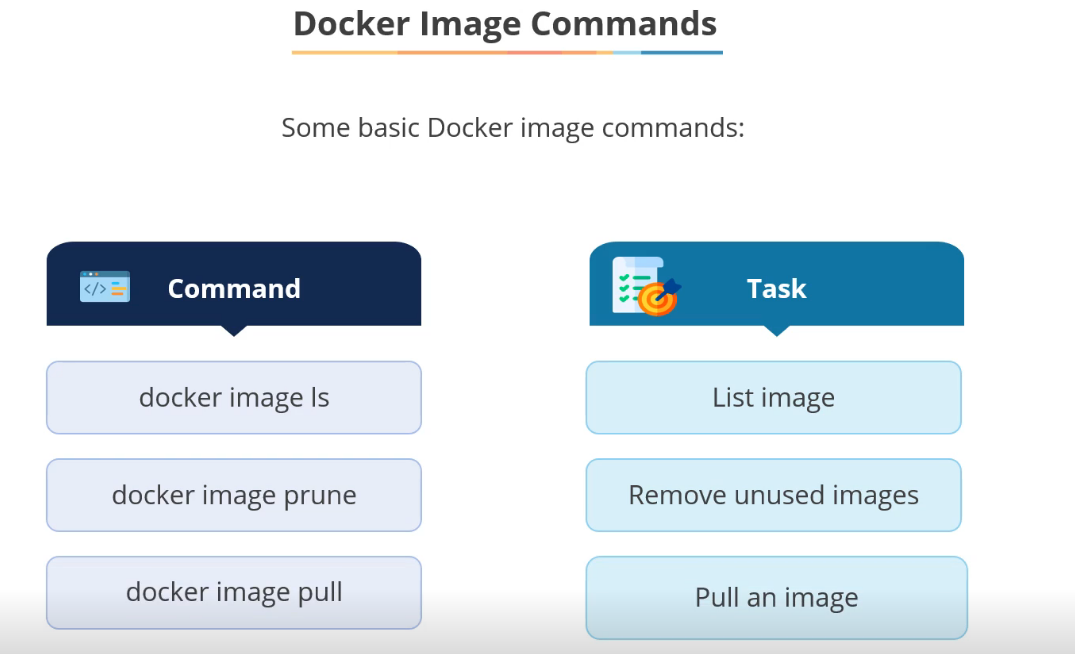 Docker Image Commands
Some basic Docker image commands:
</> Command
Task
docker image ls
List image
docker image prune
Remove unused images
docker image pull
Pull an image